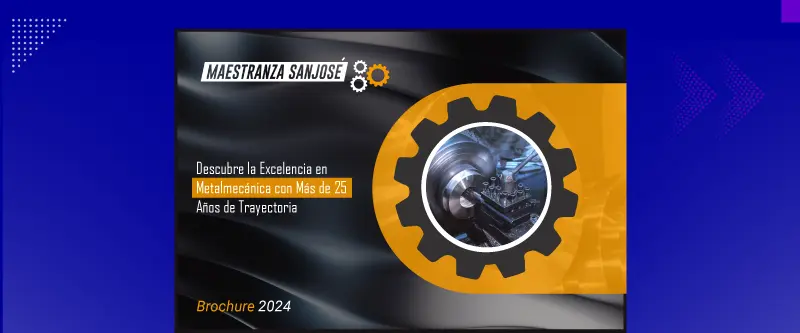 MAESTRANZA SANJOSÉ
Descubre la Excelencia en
Metalmecánica con Más de 25
Años de Trayectoria
Brochure 2024